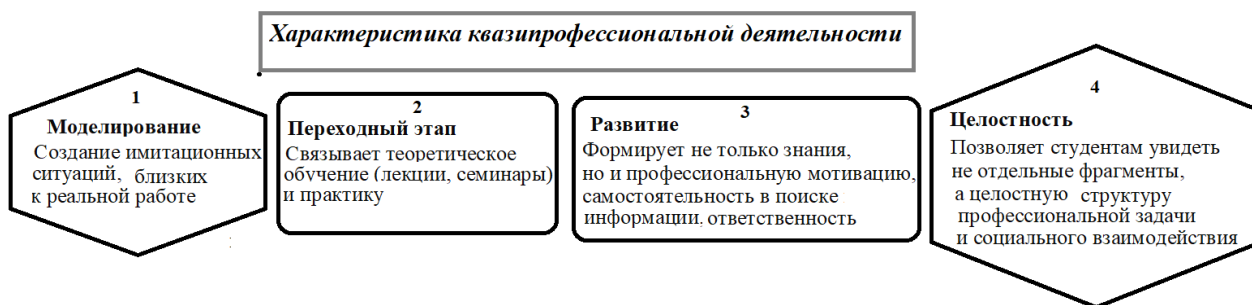 Характеристика квазипрофессиональной деятельности
1
Моделирование
Создание имитационных
ситуаций, близких
к реальной работе
2
Переходный этап
Связывает теоретическое
обучение (лекции, семинары)
и практику
3
Развитие
Формирует не только знания,
но и профессиональную мотивацию,
самостоятельность в поиске
информации, ответственность
4
Целостность
Позволяет студентам увидеть
не отдельные фрагменты,
а целостную структуру
профессиональной задачи
и социального взаимодействия